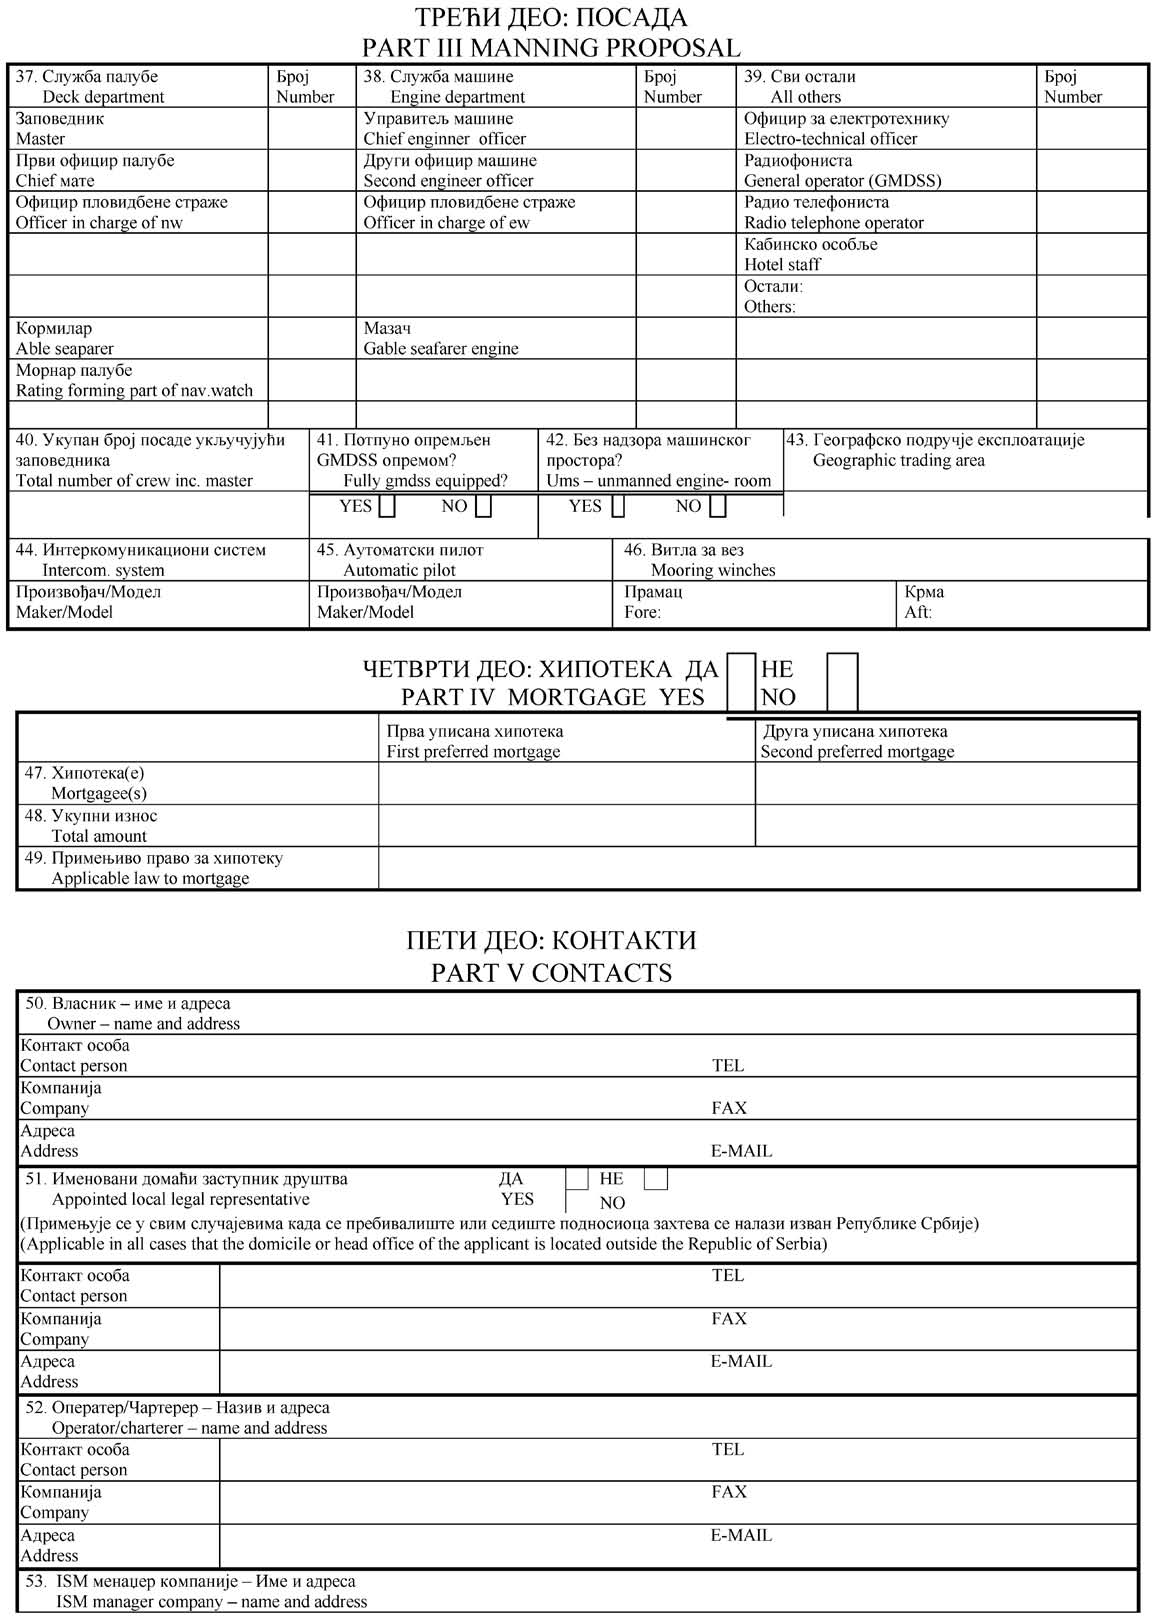 ТРЕЋИ ДЕО: ПОСАДА
PART III MANNING PROPOSAL
37. Служба палубе
Deck department
Број
Number
38. Служба машине
Engine department
Број
Number
39. Сви остали
All others
Број
Number
Заповедник
Master
Управитељ машине
Chief enginner officer
Официр за електротехнику
Electro-technical officer
Први официр палубе
Chief мате
Други официр машине
Second engineer officer
Радиофониста
General operator (GMDSS)
Официр пловидбене страже
Officer in charge of nw
Официр пловидбене страже
Officer in charge of ew
Радио телефониста
Radio telephone operator
Кабинско особље
Hotel staff
Остали:
Others:
Кормилар
Able seaparer
Мазач
Gable seafarer engine
Морнар палубе
Rating forming part of nav.watch
40. Укупан број посаде укључујући
заповедника
Total number of crew inc. master
41. Потпуно опремљен
GMDSS опремом?
Fully gmdss equipped?
42. Без надзора машинског
простора?
Ums – unmanned engine- room
43. Географско подручје експлоатације
Geographic trading area
YES NO
YES NO
44. Интеркомуникациони систем
Intercom. system
45. Аутоматски пилот
Automatic pilot
46. Витла за вез
Mooring winches
Произвођач/Модел
Maker/Model
Произвођач/Модел
Maker/Model
Прамац
Fore:
Крма
Aft:
ЧЕТВРТИ ДЕО: ХИПОТЕКА ДА НЕ
PART IV MORTGAGE YES NO
Прва уписана хипотека
First preferred mortgage
Друга уписана хипотека
Second preferred mortgage
47. Хипотека(е)
Mortgagee(s)
48. Укупни износ
Total amount
49. Примењиво право за хипотеку
Applicable law to mortgage
ПЕТИ ДЕО: КОНТАКТИ
PART V CONTACTS
50. Власник – име и адреса
Owner – name and address
Контакт особа
Contact person TEL
Компанија
Company FAX
Адреса
Address E-MAIL
51. Именовани домаћи заступник друштва ДА НЕ
Appointed local legal representative YES NO
(Примењује се у свим случајевима када се пребивалиште или седиште подносиоца захтева се налази изван Републике Србије)
(Applicable in all cases that the domicile or head office of the applicant is located outside the Republic of Serbia)
Контакт особа TEL
Contact person
Компанија FAX
Company
Адреса E-MAIL
Address
52. Оператер/Чартерер – Назив и адреса
Operator/charterer – name and address
Контакт особа TEL
Contact person
Компанија FAX
Company
Адреса E-MAIL
Address
53. ISM менаџер компаније – Име и адреса
ISM manager company – name and address